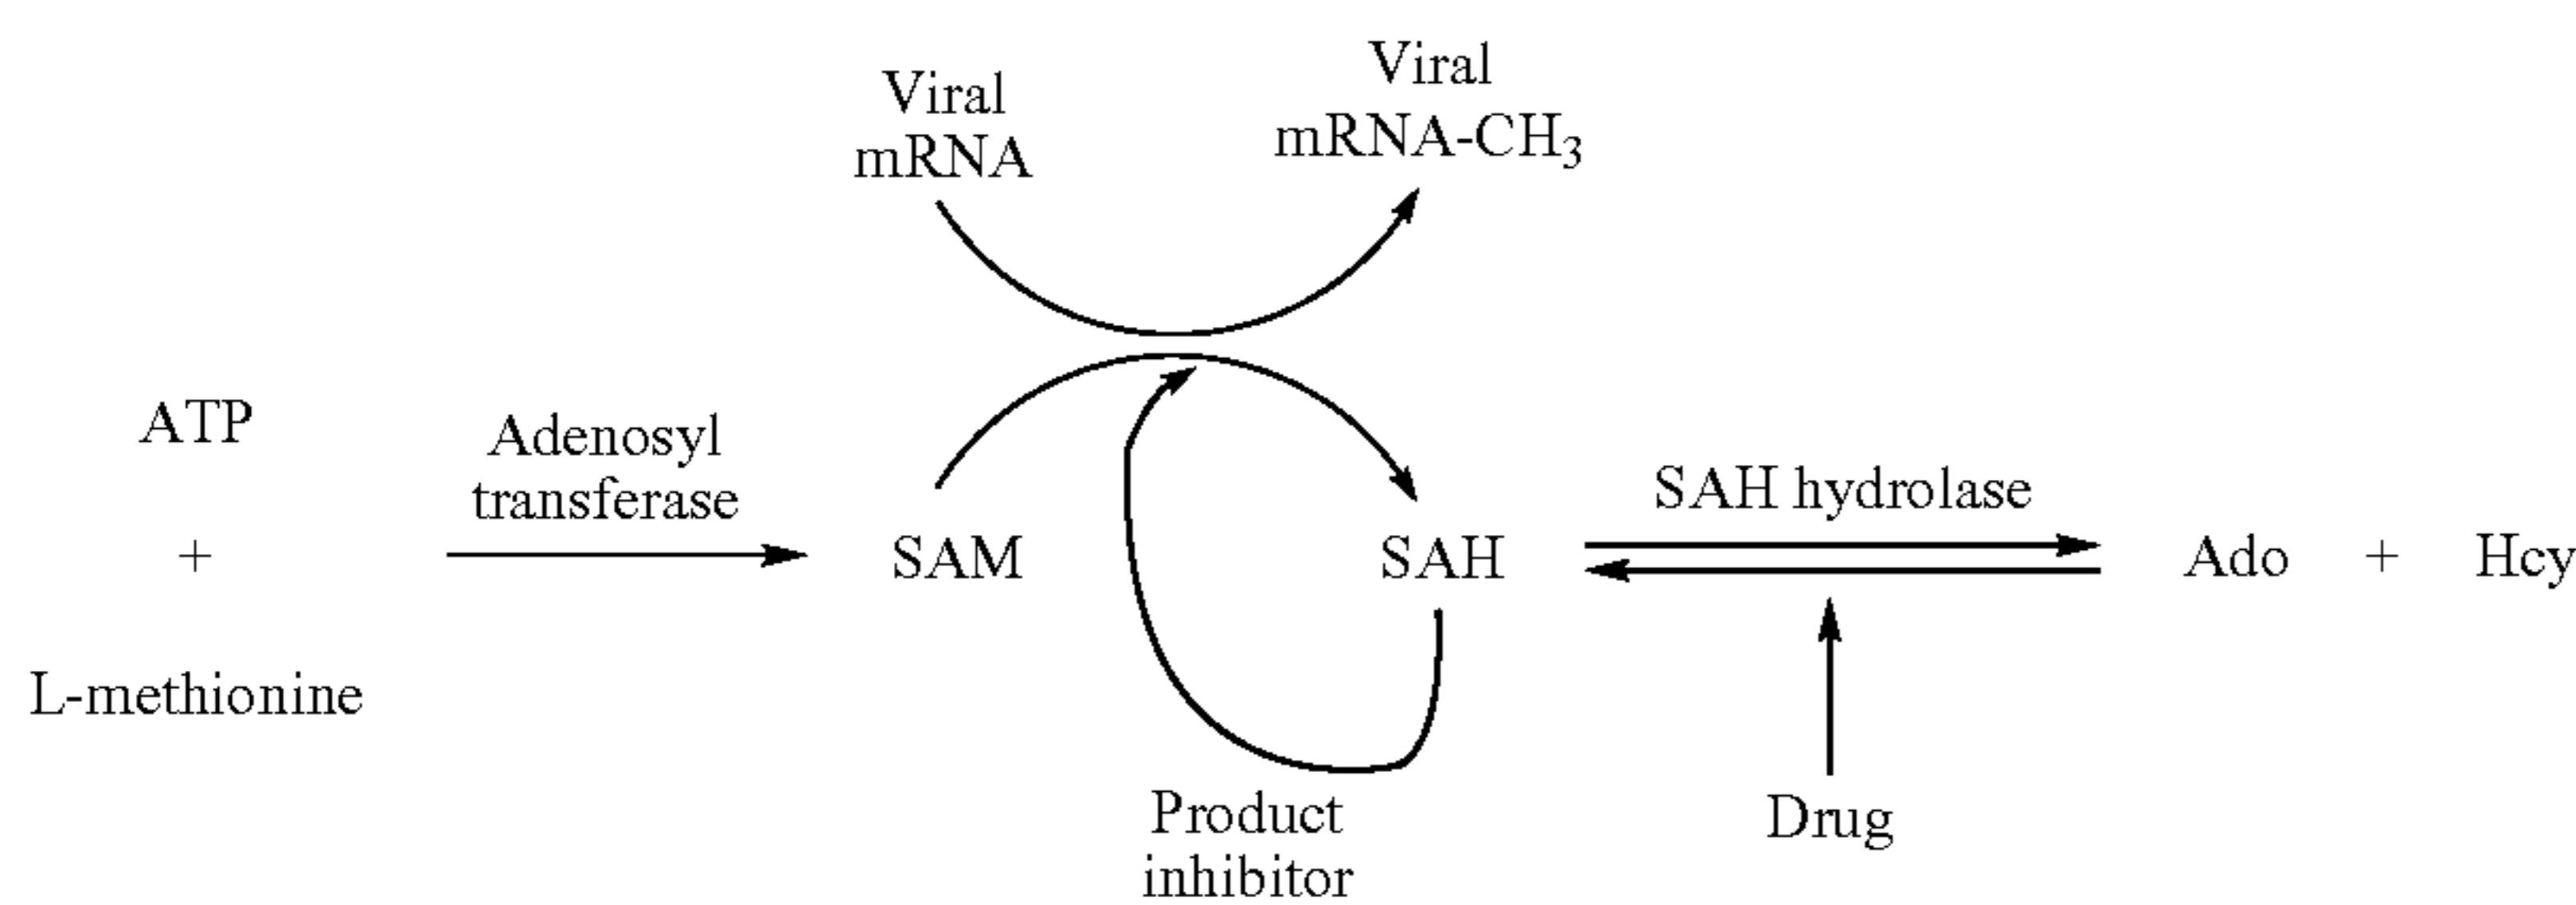 Viral
mRNA
Viral
mRNA-CH₃
ATP
+
L-methionine
Adenosyl
transferase
SAM
SAH
SAH hydrolase
Ado + Hcy
Product
inhibitor
Drug